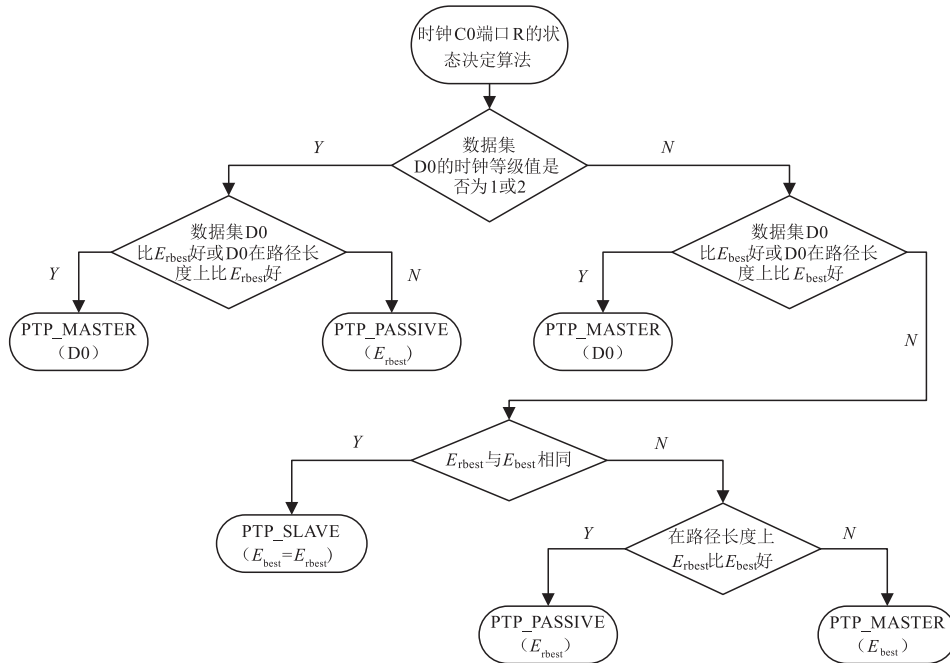 时钟C0端口R的状
态决定算法
Y
N
数据集
D0的时钟等级值是
否为1或2
数据集D0
比Erbest好或D0在路径长
度上比Erbest好
Y
N
PTP_MASTER
（D0）
PTP_PASSIVE
（Erbest）
数据集D0
比Ebest好或D0在路径长
度上比Ebest好
Y
N
PTP_MASTER
（D0）
Y
N
Erbest与Ebest相同
PTP_SLAVE
（Ebest=Erbest）
Y
N
在路径长度上
Erbest比Ebest好
PTP_PASSIVE
（Erbest）
PTP_MASTER
（Ebest）